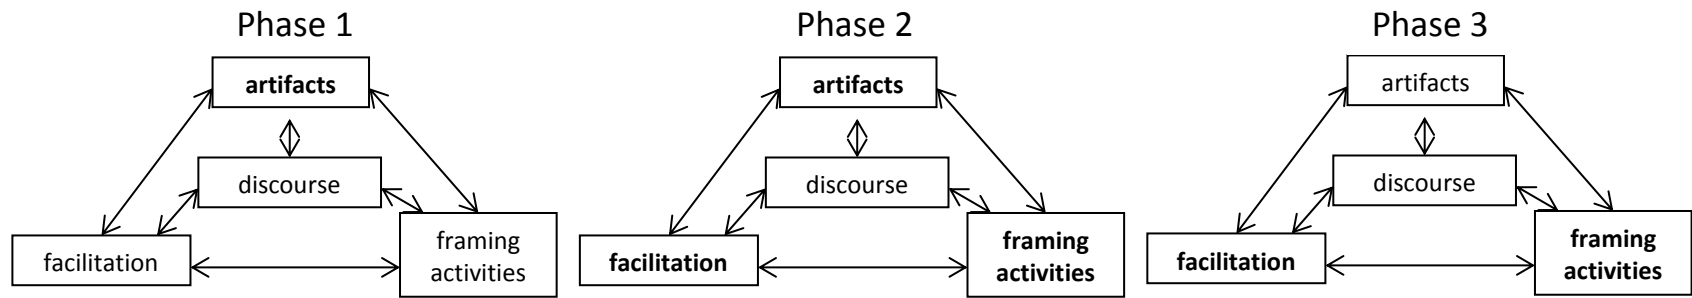 Phase 1
artifacts
discourse
facilitation
framing
activities
Phase 2
artifacts
discourse
facilitation
framing
activities
Phase 3
artifacts
discourse
facilitation
framing
activities